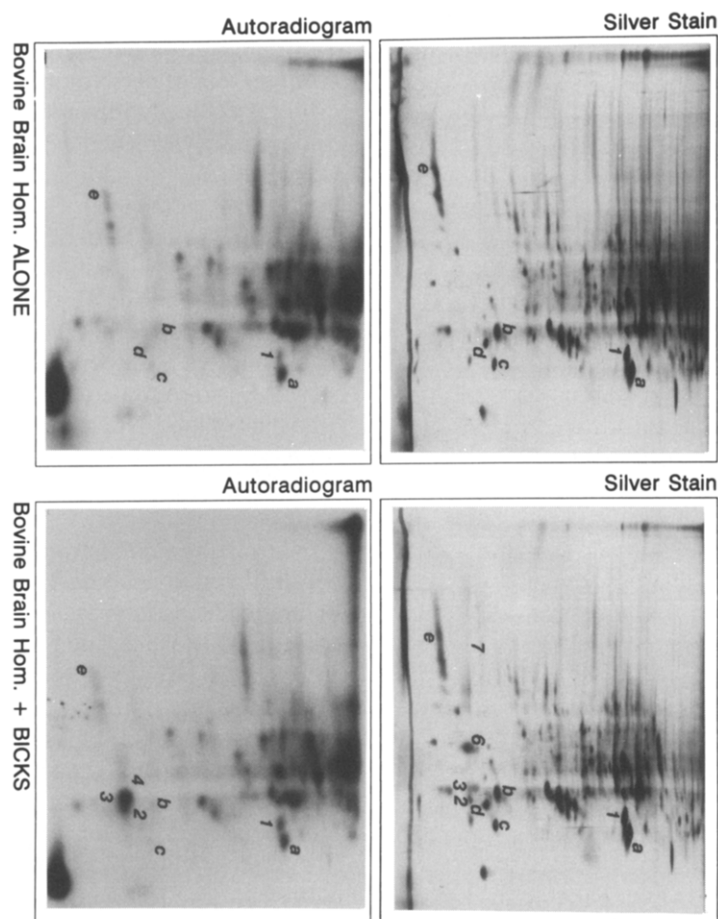 Autoradiogram
Silver Stain
Bovine Brain Hom. ALONE
e
b
d
c
1
a
e
b
d
c
1
a
Autoradiogram
Silver Stain
Bovine Brain Hom. + BICKS
e
4
3
2
b
c
1
a
e
7
6
3
2
b
d
c
1
a